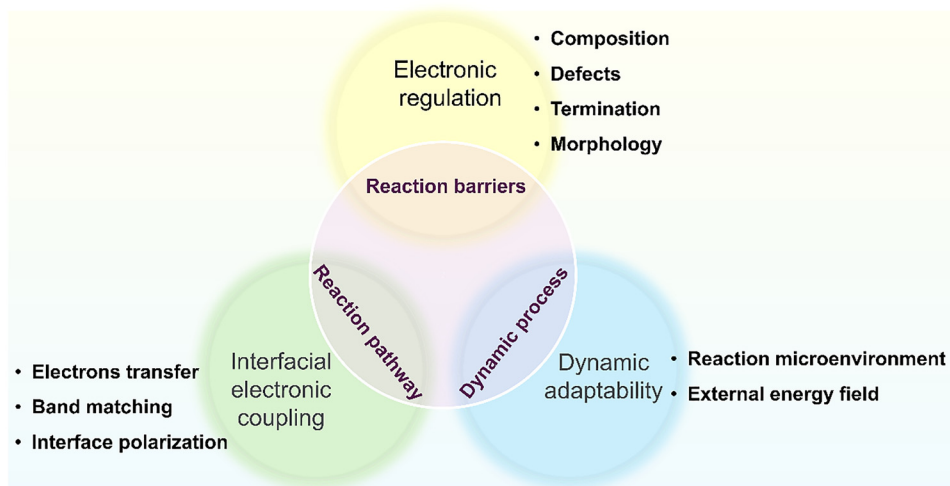 Electronic
regulation
• Composition
• Defects
• Termination
• Morphology
Reaction barriers
Reaction pathway
Dynamic process
Interfacial
electronic
coupling
• Electrons transfer
• Band matching
• Interface polarization
Dynamic
adaptability
• Reaction microenvironment
• External energy field